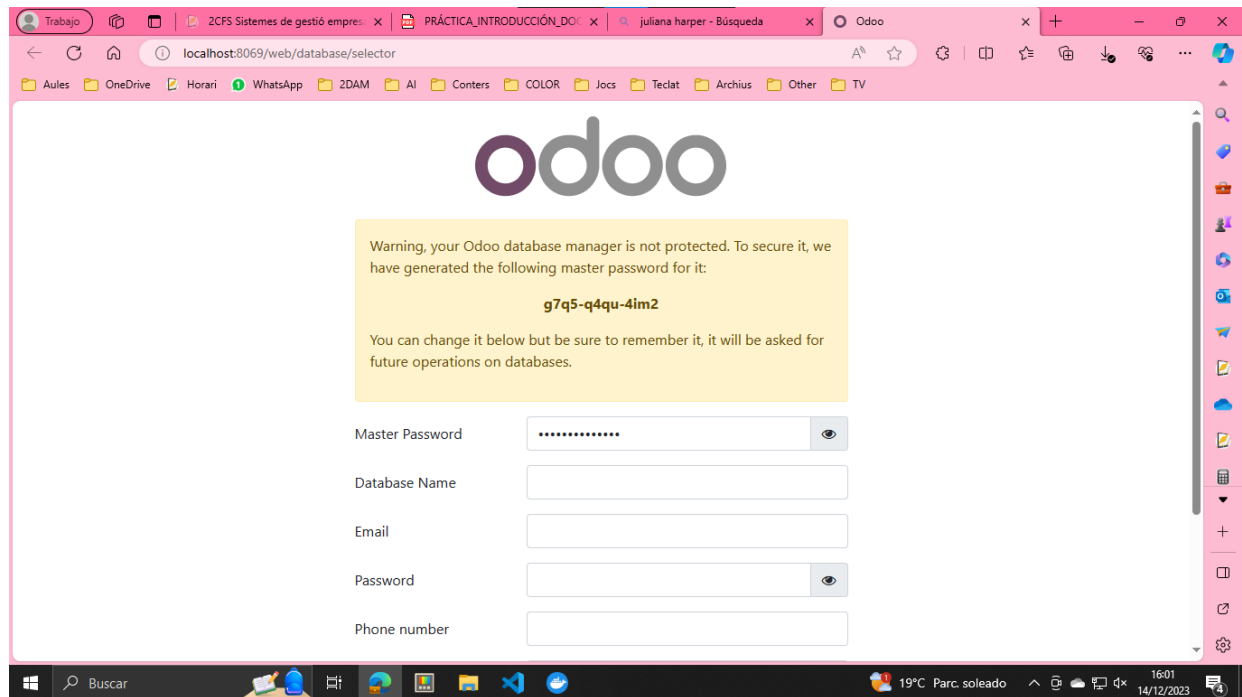 Trabajo
2CFS Sistemes de gestió empres
PRÁCTICA_INTRODUCCIÓN_DOC
juliana harper - Búsqueda
Odoo
localhost:8069/web/database/selector
Aules OneDrive Horari WhatsApp 2DAM AI Conters COLOR Jocs Teclat Archius Other TV
odoo
Warning, your Odoo database manager is not protected. To secure it, we
have generated the following master password for it:
g7q5-q4qu-4im2
You can change it below but be sure to remember it, it will be asked for
future operations on databases.
Master Password ••••••••••••••
Database Name
Email
Password
Phone number
Buscar
19°C Parc. soleado
16:01
14/12/2023
4